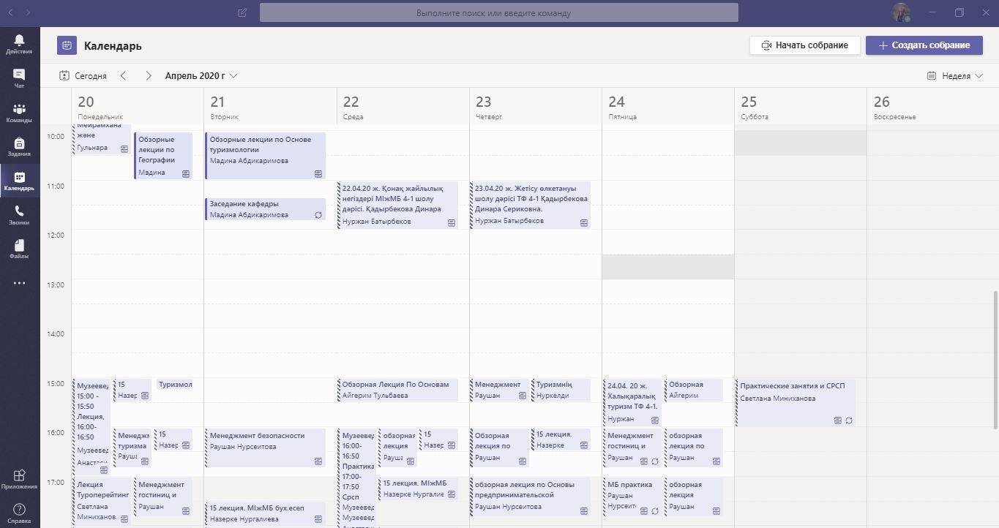 Выполните поиск или введите команду
Действия
Чат
Команды
Задания
Календарь
Звонки
Файлы
Приложения
Справка
Календарь
Начать собрание
Создать собрание
Сегодня
Апрель 2020 г
Неделя
20
Понедельник
21
Вторник
22
Среда
23
Четверг
24
Пятница
25
Суббота
26
Воскресенье
10:00
11:00
12:00
13:00
14:00
15:00
16:00
17:00
Мейрамхана
және
Гульнара
Обзорные
лекции по
Географии
Мадина
Музеевед
15:00 -
15:50
Лекция,
16:00-
16:50
Музеевед
Анастаси
15
Назер
Туризмол
Менеджм
туризма
Рауша
15
Назер
Лекция
Туроперейтинг
Светлана
Миниханов
Менеджмент
гостиниц и
Раушан
Обзорные лекции по Основе
туризмологии
Мадина Абдикаримова
Заседание кафедры
Мадина Абдикаримова
Менеджмент безопасности
Раушан Нурсеитова
15 лекция. МІжМБ бух.есеп
Назерке Нургалиева
22.04.20 ж. Қонақ жайлылық
негіздері МІжМБ 4-1 шолу
дәрісі. Қадырбекова Динара
Нуржан Батырбеков
Обзорная Лекция По Основам
Айгерим Тульбаева
Музеевед
16:00-
16:50
Практика
17:00-
17:50
Срсп
Музеевед
Музеевед
обзорная
лекция
Рауша
15
Назер
15 лекция. МІжМБ
Назерке Нургалие
23.04.20 ж. Жетісу өлкетануы
шолу дәрісі ТФ 4-1 Қадырбекова
Динара Сериковна.
Нуржан Батырбеков
Менеджмент
Раушан
Туризмнің
Нуркелди
Обзорная
лекция по
Раушан
15 лекция.
Назерке
обзорная лекция по Основы
предпринимательской
Раушан Нурсеитова
24.04. 20 ж.
Халықаралық
туризм ТФ 4-1.
Нуржан
Обзорная
Айгерим
Менеджмент
гостиниц и
Раушан
обзорная
лекция по
Раушан
МБ практика
Раушан
Нурсеит
обзорная
лекция
Раушан
Практические занятия и СРСП
Светлана Миниханова